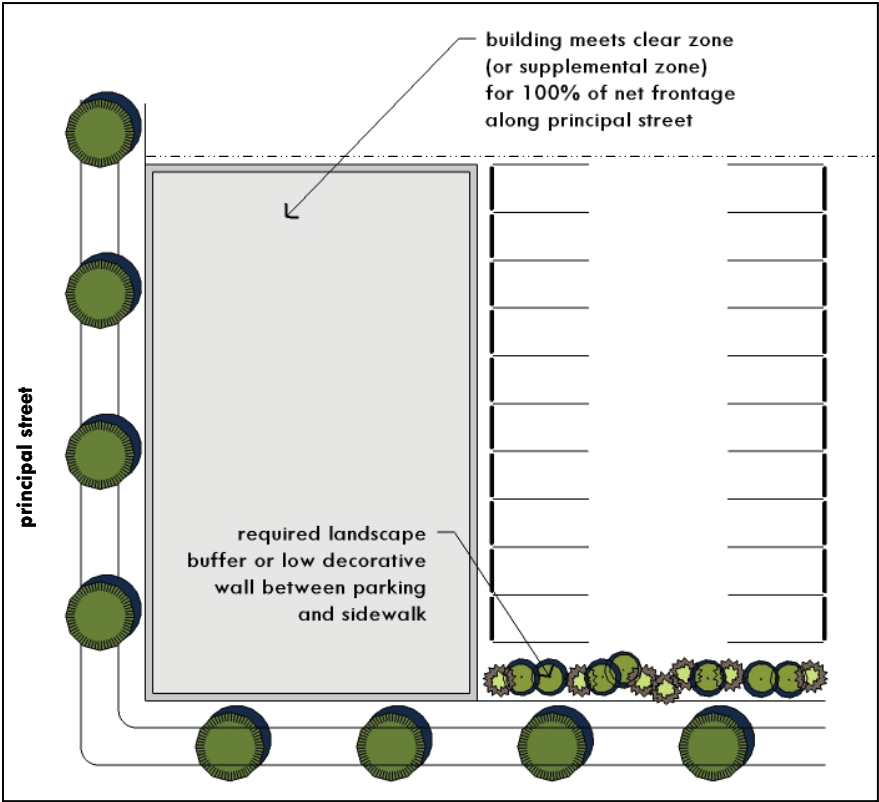 building meets clear zone
(or supplemental zone)
for 100% of net frontage
along principal street
principal street
required landscape
buffer or low decorative
wall between parking
and sidewalk